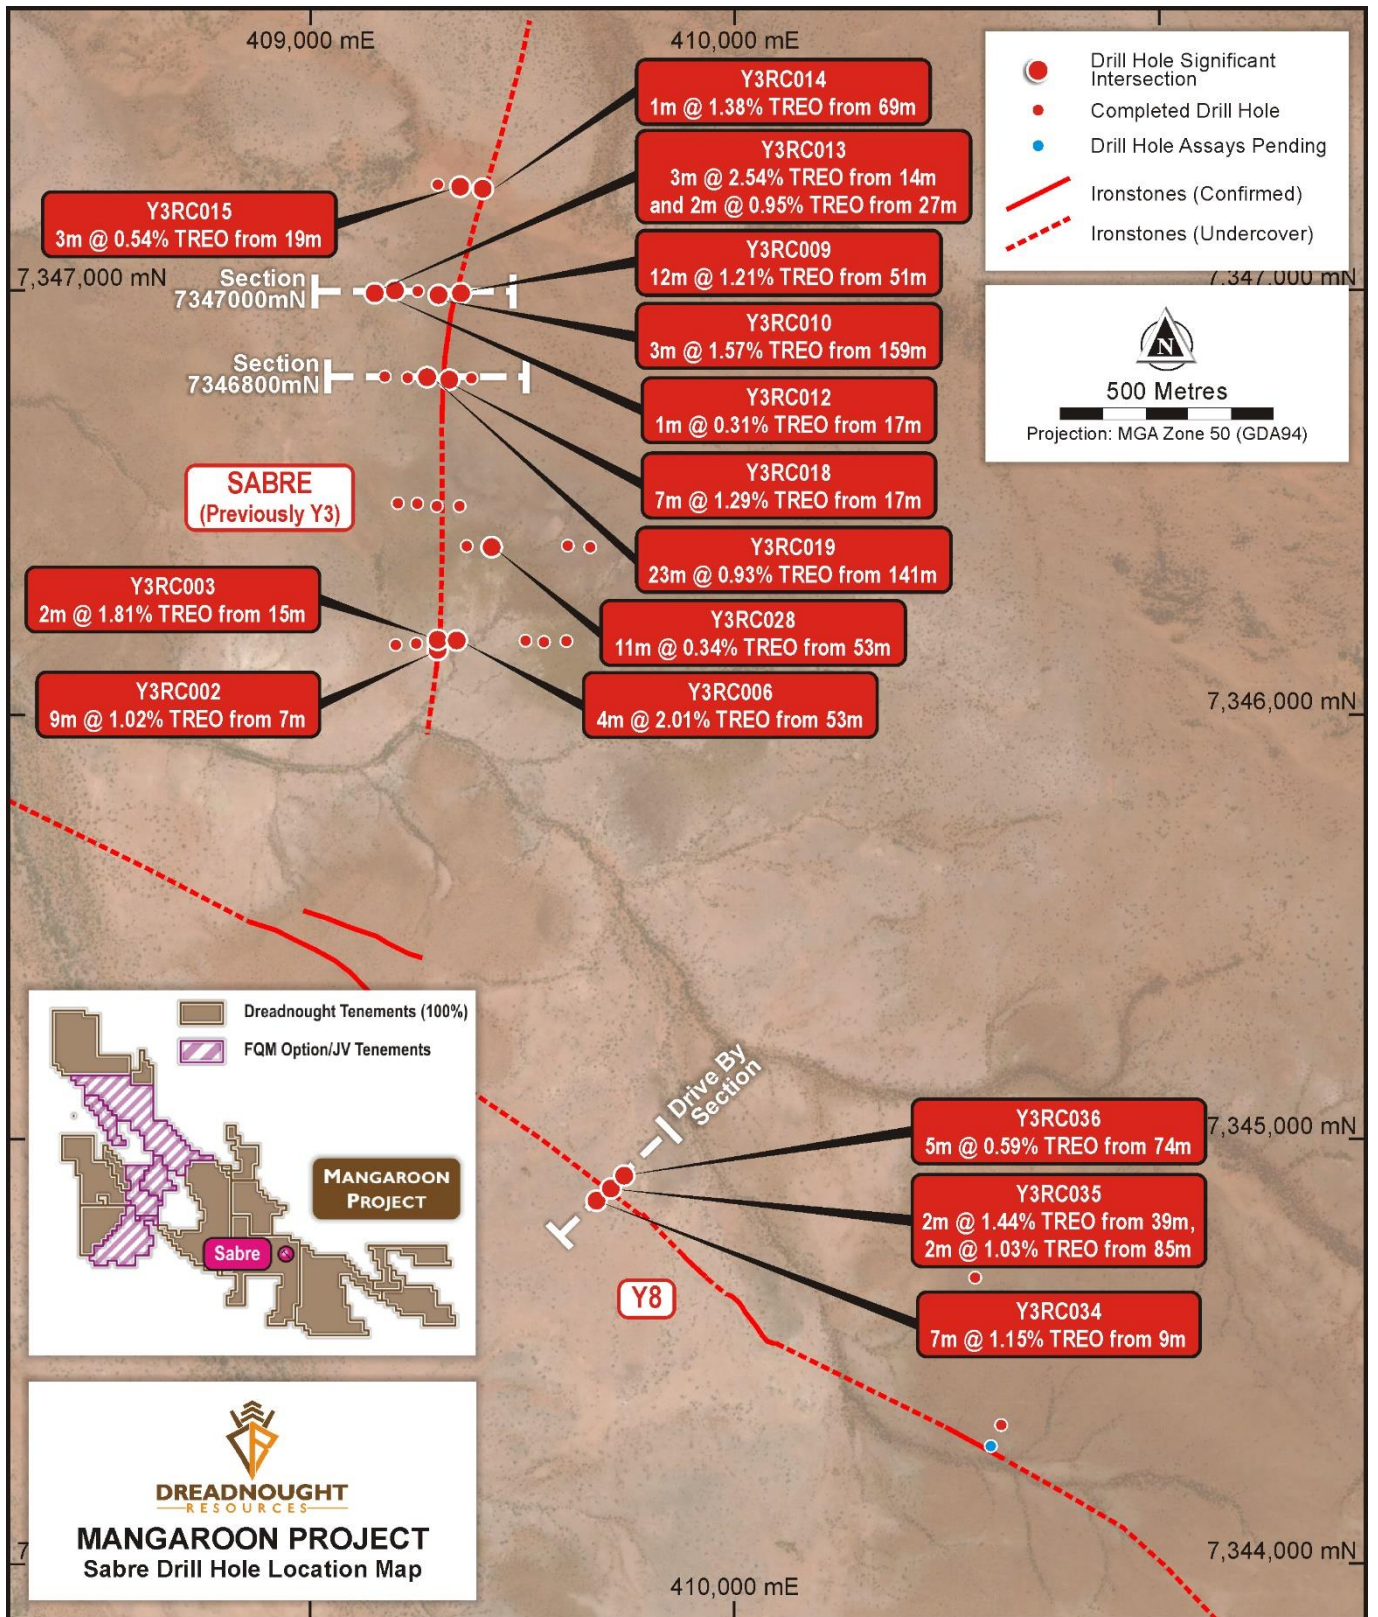 409,000 mE
410,000 mE
Drill Hole Significant
Intersection
Completed Drill Hole
Drill Hole Assays Pending
Ironstones (Confirmed)
Ironstones (Undercover)
Y3RC014
1m @ 1.38% TREO from 69m
Y3RC013
3m @ 2.54% TREO from 14m
and 2m @ 0.95% TREO from 27m
Y3RC015
3m @ 0.54% TREO from 19m
Y3RC009
12m @ 1.21% TREO from 51m
7,347,000 mN
Section
7347000mN
7,347,000 mN
Y3RC010
3m @ 1.57% TREO from 159m
Section
7346800mN
N
500 Metres
Projection: MGA Zone 50 (GDA94)
Y3RC012
1m @ 0.31% TREO from 17m
Y3RC018
7m @ 1.29% TREO from 17m
SABRE
(Previously Y3)
Y3RC019
23m @ 0.93% TREO from 141m
Y3RC003
2m @ 1.81% TREO from 15m
Y3RC028
11m @ 0.34% TREO from 53m
Y3RC002
9m @ 1.02% TREO from 7m
Y3RC006
4m @ 2.01% TREO from 53m
7,346,000 mN
Dreadnought Tenements (100%)
FQM Option/JV Tenements
MANGAROON
PROJECT
Sabre
Drive By
Section
Y3RC036
5m @ 0.59% TREO from 74m
7,345,000 mN
Y3RC035
2m @ 1.44% TREO from 39m,
2m @ 1.03% TREO from 85m
Y8
Y3RC034
7m @ 1.15% TREO from 9m
DREADNOUGHT
RESOURCES
MANGAROON PROJECT
Sabre Drill Hole Location Map
7,344,000 mN
410,000 mE